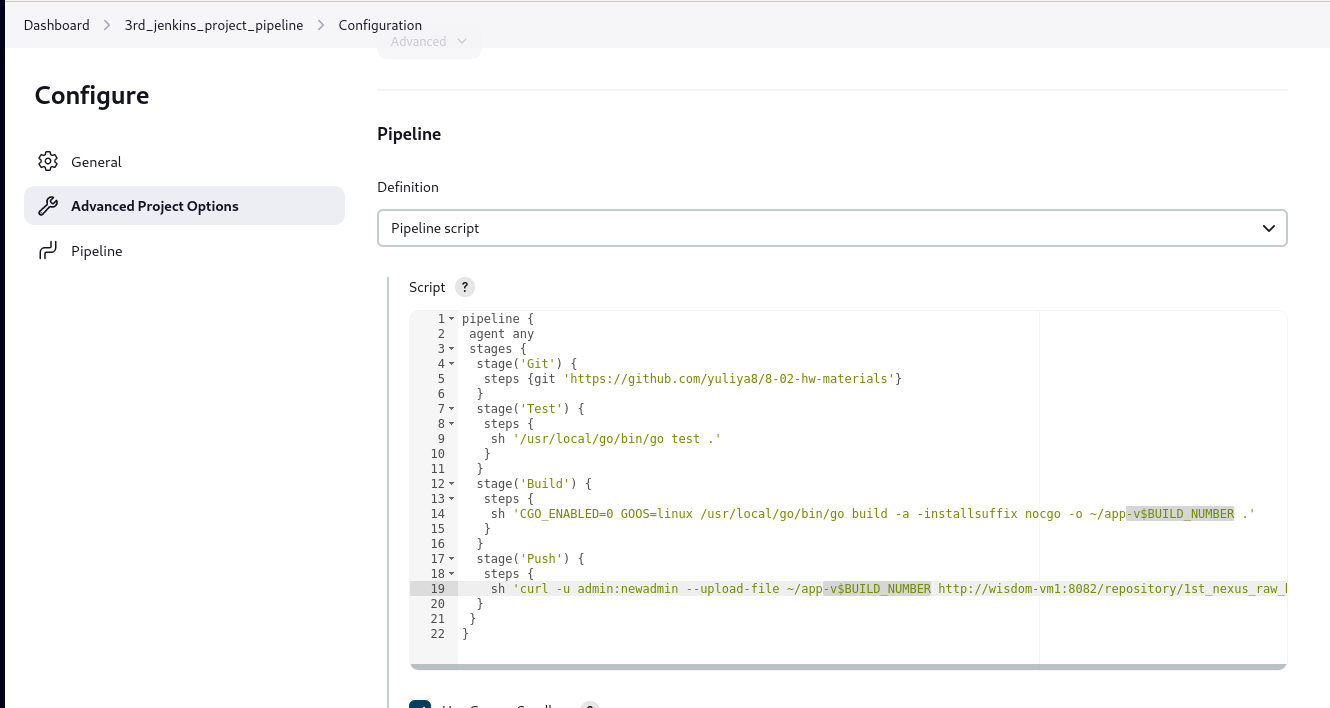 Dashboard > 3rd_jenkins_project_pipeline > Configuration
Advanced
Configure
General
Advanced Project Options
Pipeline
Pipeline
Definition
Pipeline script
Script ?
1 pipeline {
2 agent any
3 stages {
4 stage('Git') {
5 steps {git 'https://github.com/yuliya8/8-02-hw-materials'}
6 }
7 stage('Test') {
8 steps {
9 sh '/usr/local/go/bin/go test .'
10 }
11 }
12 stage('Build') {
13 steps {
14 sh 'CGO_ENABLED=0 GOOS=linux /usr/local/go/bin/go build -a -installsuffix nocgo -o ~/app-v$BUILD_NUMBER .'
15 }
16 }
17 stage('Push') {
18 steps {
19 sh 'curl -u admin:newadmin --upload-file ~/app-v$BUILD_NUMBER http://wisdom-vm1:8082/repository/1st_nexus_raw_
20 }
21 }
22 }